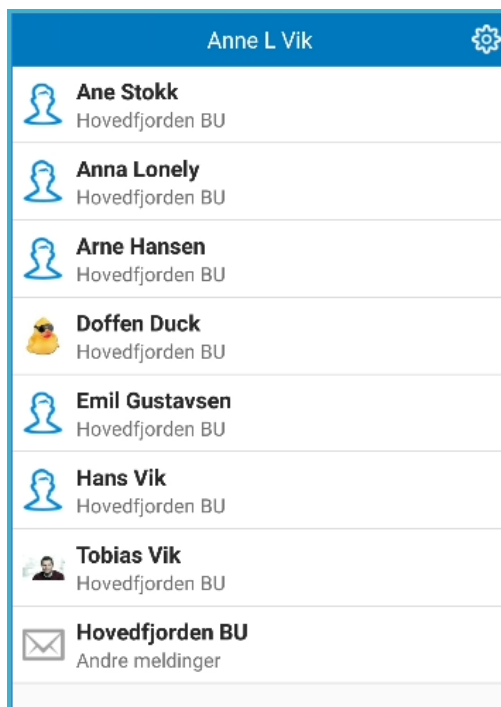 Anne L Vik
Ane Stokk
Hovedfjorden BU
Anna Lonely
Hovedfjorden BU
Arne Hansen
Hovedfjorden BU
Doffen Duck
Hovedfjorden BU
Emil Gustavsen
Hovedfjorden BU
Hans Vik
Hovedfjorden BU
Tobias Vik
Hovedfjorden BU
Hovedfjorden BU
Andre meldinger